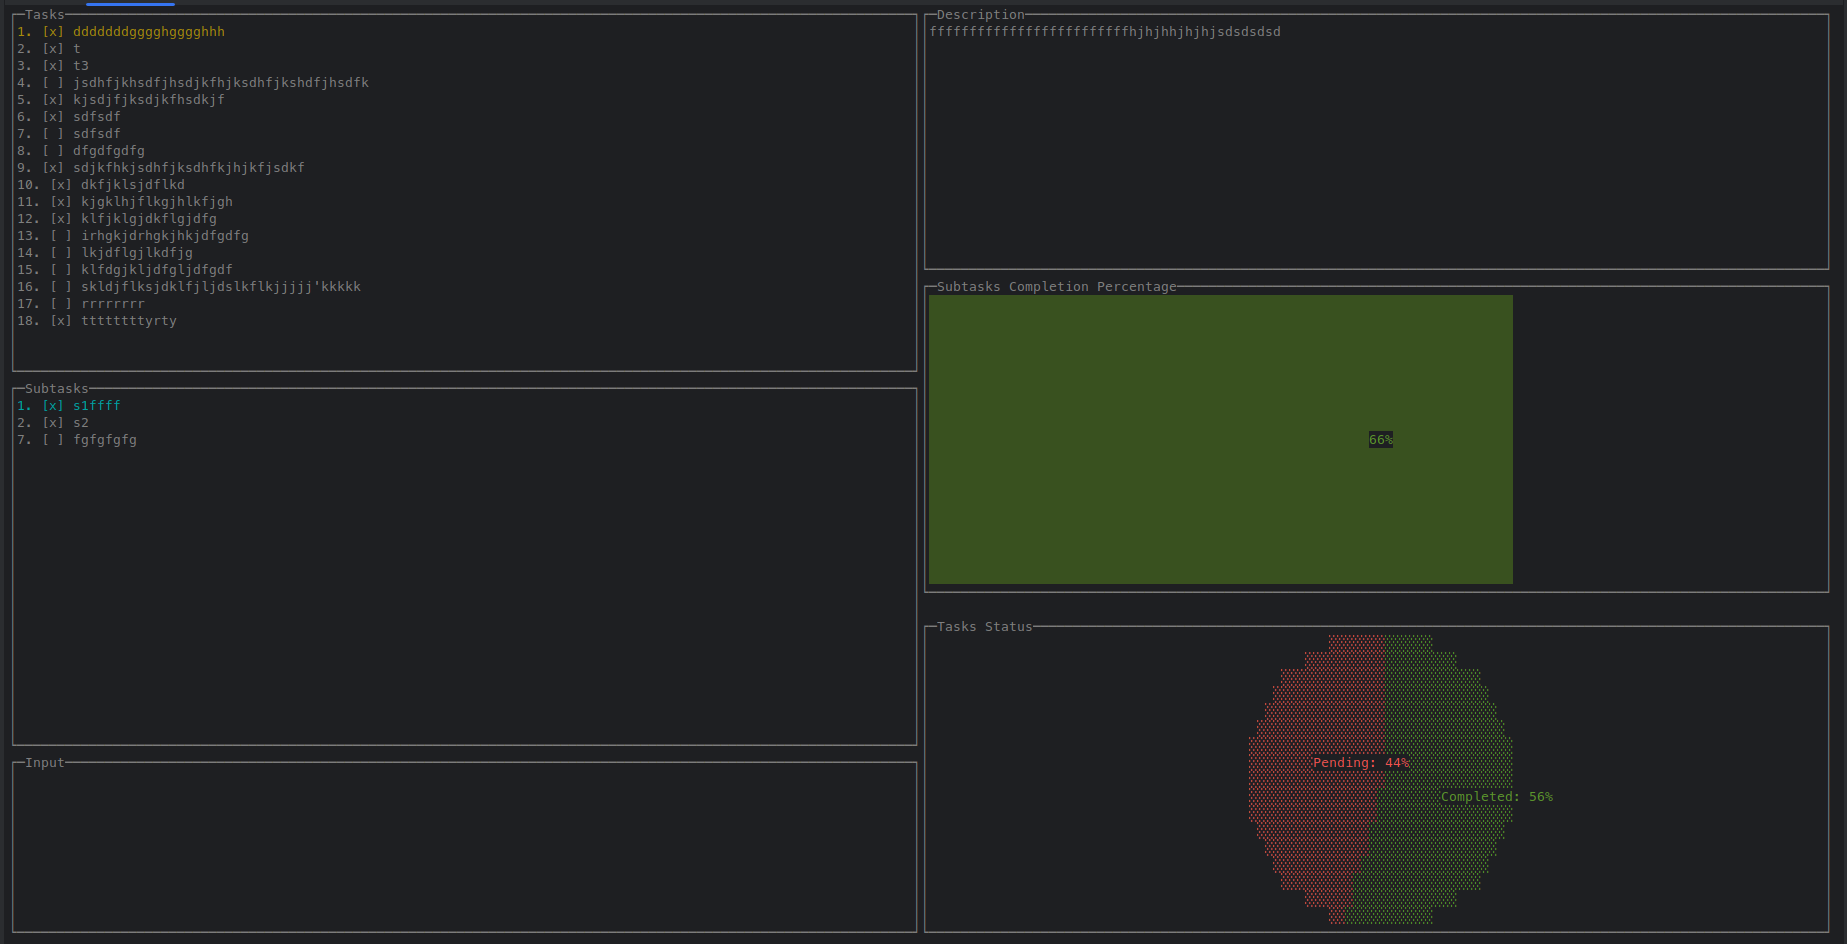 Tasks
1. [x] dddddddgggghgggghhh
2. [x] t
3. [x] t3
4. [ ] jsdhfjkhsdfjhsdjkfhjksdhfjkshdfjhsdfk
5. [x] kjsdjfjksdjkfhsdkjf
6. [x] sdfsdf
7. [ ] sdfsdf
8. [ ] dfgdfgdfg
9. [x] sdjkfhkjsdhfjksdhfkjhjkfjsdkf
10. [x] dkfjklsjdflkd
11. [x] kjgklhjflkgjhlkfjgh
12. [x] klfjklgjdkflgjdfg
13. [ ] irhgkjdrhgkjhkjdfgdfg
14. [ ] lkjdflgjlkdfjg
15. [ ] klfdgjkljdfgljdfgdf
16. [ ] skldjflksjdklfjljdslkflkjjjjj'kkkkk
17. [ ] rrrrrrrr
18. [x] ttttttttyrty
Subtasks
1. [x] s1ffff
2. [x] s2
7. [ ] fgfgfgfg
Input
Description
fffffffffffffffffffffffffhjhjhhjhjhjsdsdsdsd
Subtasks Completion Percentage
66%
Tasks Status
Pending: 44%
Completed: 56%